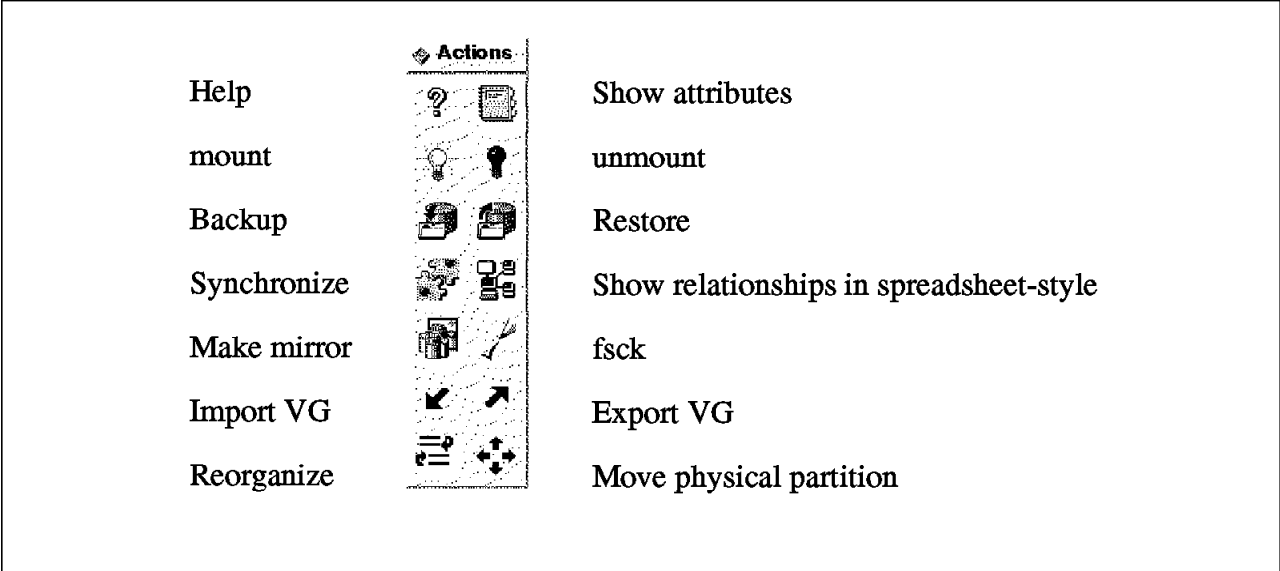 Actions
Help
Show attributes
mount
unmount
Backup
Restore
Synchronize
Show relationships in spreadsheet-style
Make mirror
fsck
Import VG
Export VG
Reorganize
Move physical partition